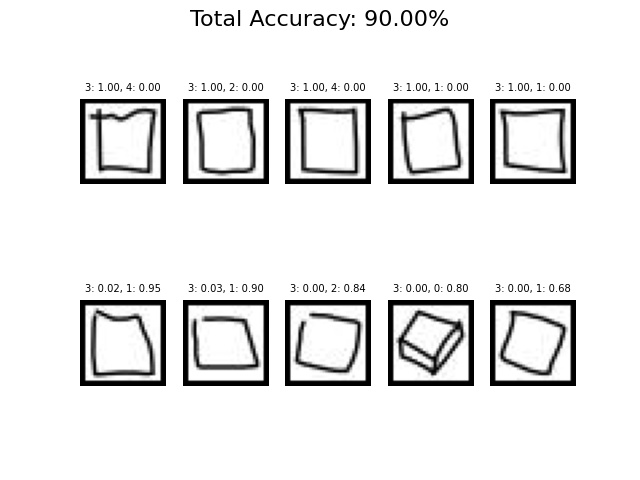 Total Accuracy: 90.00%
3: 1.00, 4: 0.00
3: 1.00, 2: 0.00
3: 1.00, 4: 0.00
3: 1.00, 1: 0.00
3: 1.00, 1: 0.00
3: 0.02, 1: 0.95
3: 0.03, 1: 0.90
3: 0.00, 2: 0.84
3: 0.00, 0: 0.80
3: 0.00, 1: 0.68